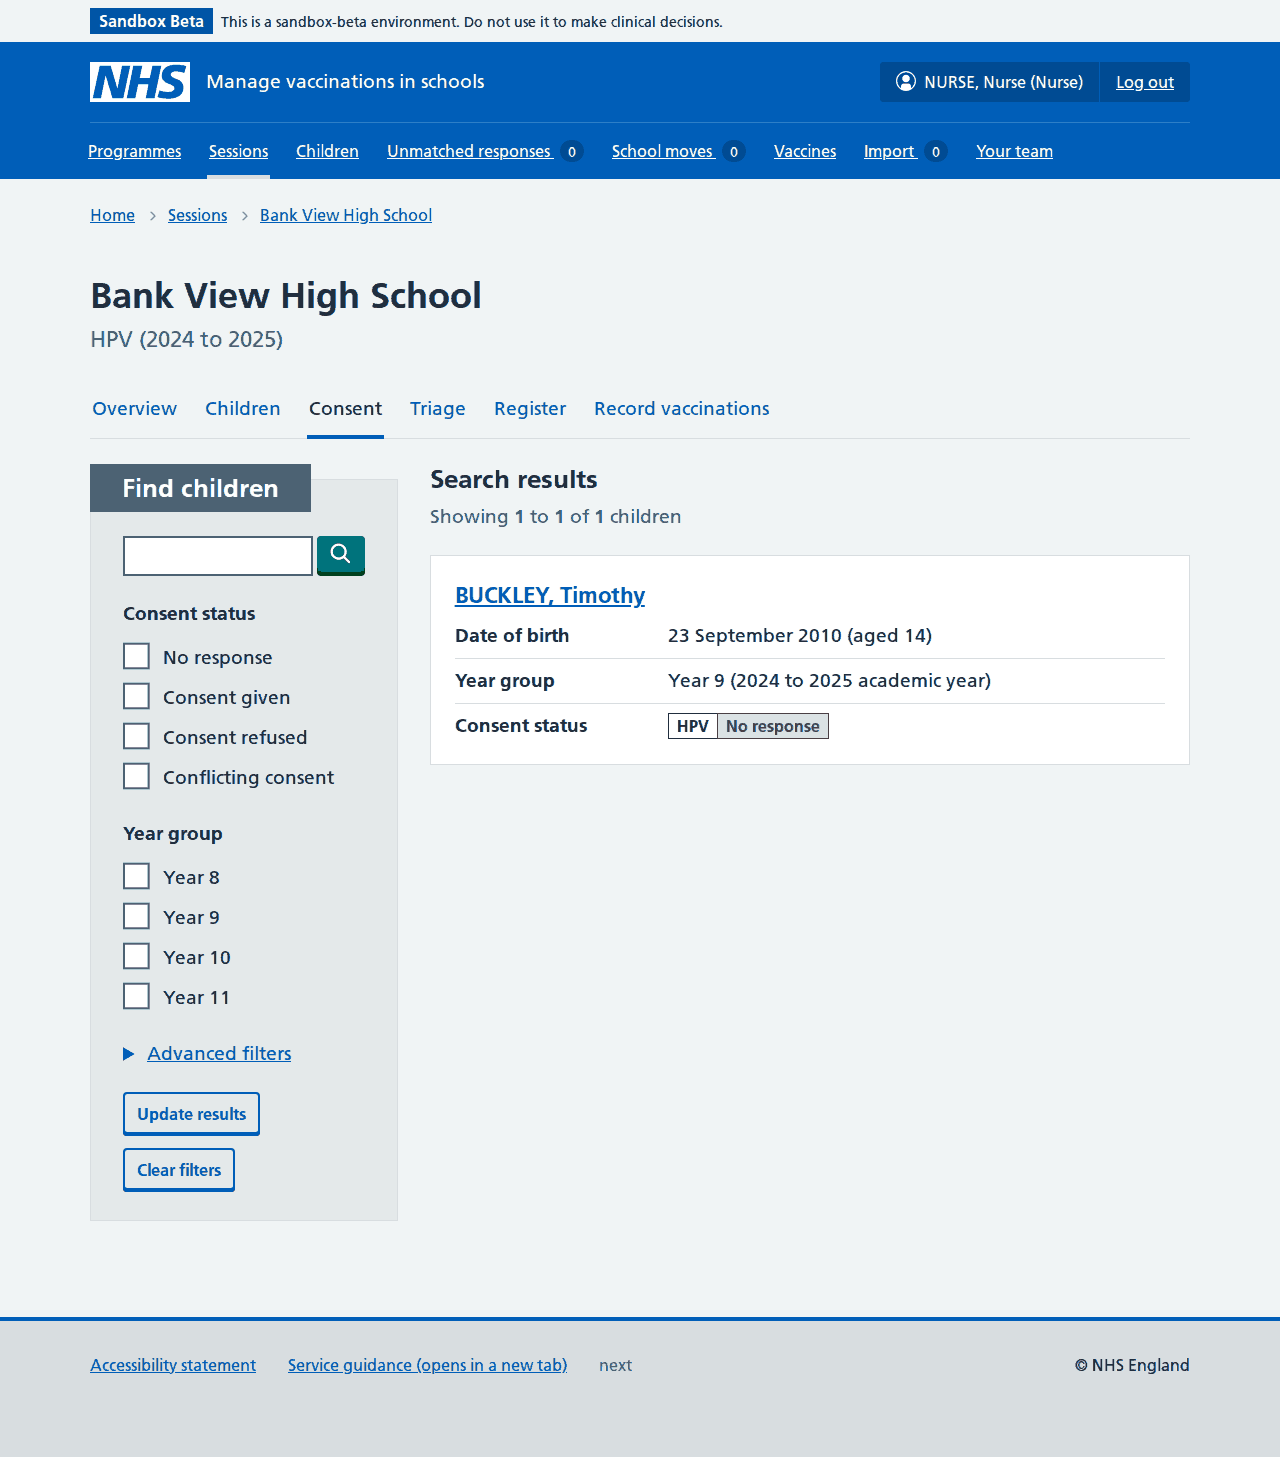 Sandbox Beta This is a sandbox-beta environment. Do not use it to make clinical decisions.
NHS Manage vaccinations in schools NURSE, Nurse (Nurse) Log out
Programmes Sessions Children Unmatched responses 0 School moves 0 Vaccines Import 0 Your team
Home Sessions Bank View High School
Bank View High School
HPV (2024 to 2025)
Overview Children Consent Triage Register Record vaccinations
Find children
Consent status
No response
Consent given
Consent refused
Conflicting consent
Year group
Year 8
Year 9
Year 10
Year 11
Advanced filters
Update results
Clear filters
Search results
Showing 1 to 1 of 1 children
BUCKLEY, Timothy
Date of birth 23 September 2010 (aged 14)
Year group Year 9 (2024 to 2025 academic year)
Consent status HPV No response
Accessibility statement Service guidance (opens in a new tab) next © NHS England